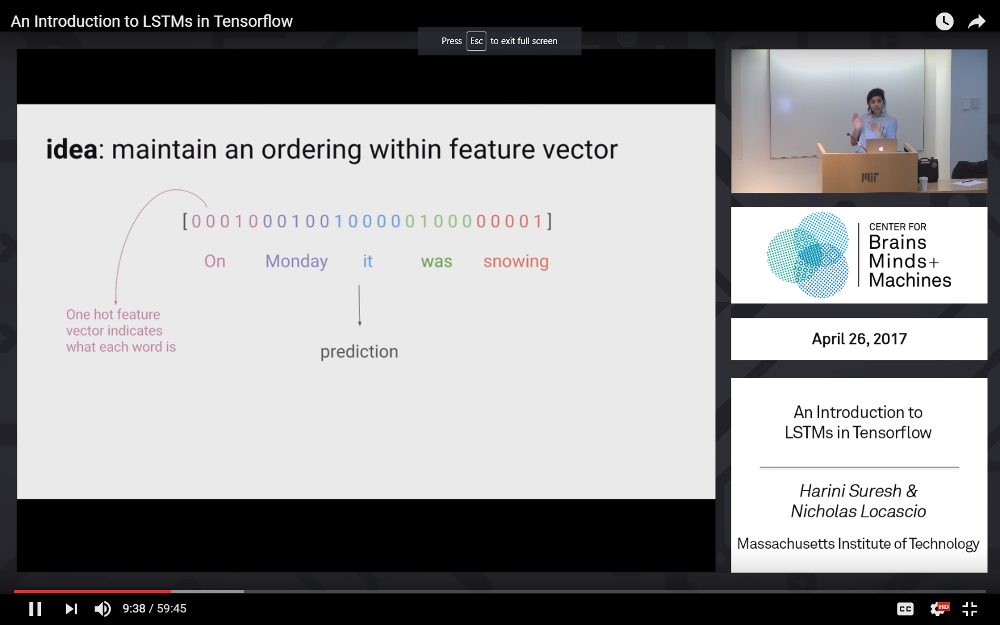 An Introduction to LSTMs in Tensorflow
Press Esc to exit full screen
idea: maintain an ordering within feature vector
[ 0 0 0 1 0 0 0 1 0 0 1 0 0 0 0 0 1 0 0 0 0 0 0 0 1 ]
On Monday it was snowing
One hot feature
vector indicates
what each word is
prediction
MIT
CENTER FOR
Brains
Minds+
Machines
April 26, 2017
An Introduction to
LSTMs in Tensorflow
Harini Suresh &
Nicholas Locascio
Massachusetts Institute of Technology
9:38 / 59:45
CC
HD